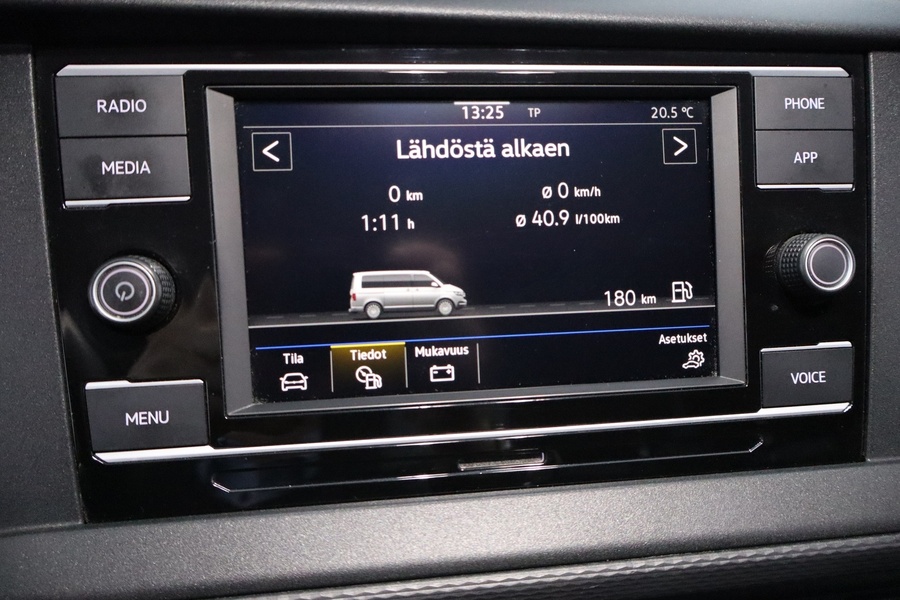 RADIO
MEDIA
MENU
13:25 TP 20.5 °C
< Lähdöstä alkaen >
0 km ø 0 km/h
1:11 h ø 40.9 l/100km
180 km
Asetukset
Tila Tiedot Mukavuus
PHONE
APP
VOICE